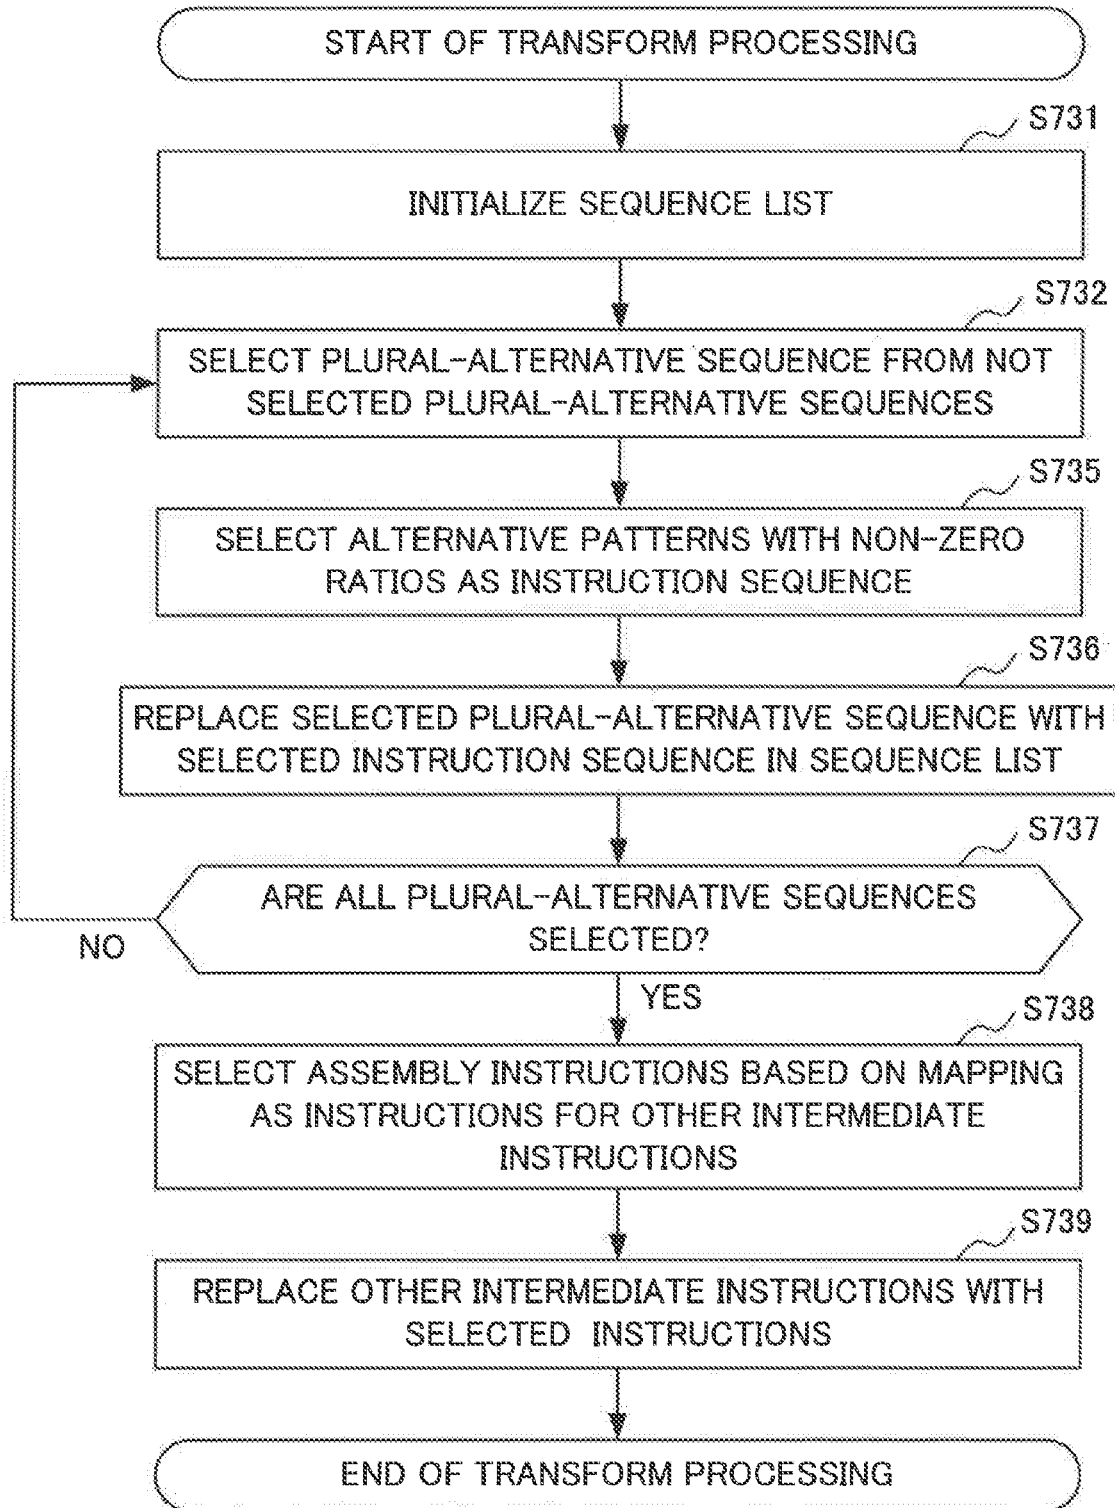 START OF TRANSFORM PROCESSING
S731
INITIALIZE SEQUENCE LIST
S732
SELECT PLURAL-ALTERNATIVE SEQUENCE FROM NOT
SELECTED PLURAL-ALTERNATIVE SEQUENCES
S735
SELECT ALTERNATIVE PATTERNS WITH NON-ZERO
RATIOS AS INSTRUCTION SEQUENCE
S736
REPLACE SELECTED PLURAL-ALTERNATIVE SEQUENCE WITH
SELECTED INSTRUCTION SEQUENCE IN SEQUENCE LIST
S737
ARE ALL PLURAL-ALTERNATIVE SEQUENCES
SELECTED?
NO
YES
S738
SELECT ASSEMBLY INSTRUCTIONS BASED ON MAPPING
AS INSTRUCTIONS FOR OTHER INTERMEDIATE
INSTRUCTIONS
S739
REPLACE OTHER INTERMEDIATE INSTRUCTIONS WITH
SELECTED INSTRUCTIONS
END OF TRANSFORM PROCESSING